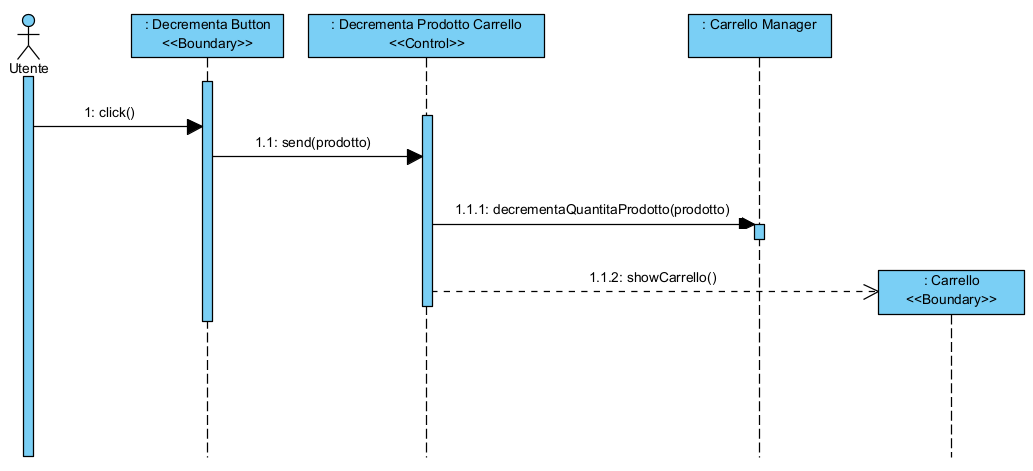 : Decrementa Button
<<Boundary>>
: Decrementa Prodotto Carrello
<<Control>>
: Carrello Manager
Utente
1: click()
1.1: send(prodotto)
1.1.1: decrementaQuantitaProdotto(prodotto)
1.1.2: showCarrello()
: Carrello
<<Boundary>>